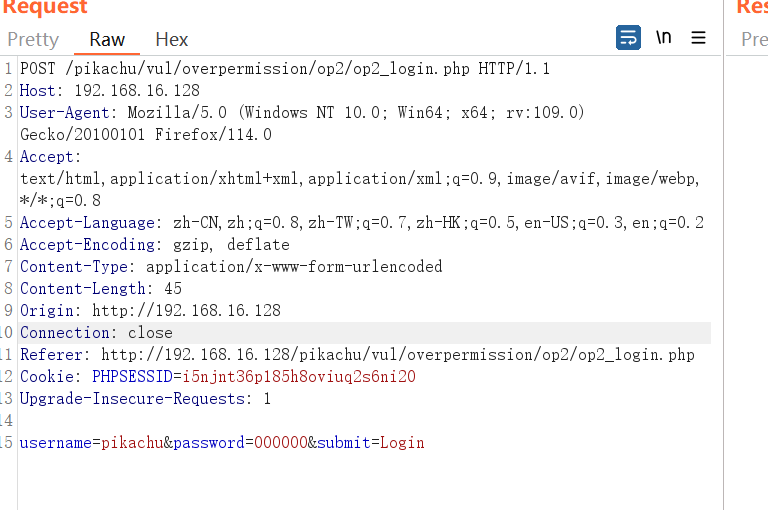 Request
Res
Pretty Raw Hex \n
Pre
1 POST /pikachu/vul/overpermission/op2/op2_login.php HTTP/1.1
2 Host: 192.168.16.128
3 User-Agent: Mozilla/5.0 (Windows NT 10.0; Win64; x64; rv:109.0)
Gecko/20100101 Firefox/114.0
4 Accept:
text/html,application/xhtml+xml,application/xml;q=0.9,image/avif,image/webp,
*/*;q=0.8
5 Accept-Language: zh-CN,zh;q=0.8,zh-TW;q=0.7,zh-HK;q=0.5,en-US;q=0.3,en;q=0.2
6 Accept-Encoding: gzip, deflate
7 Content-Type: application/x-www-form-urlencoded
8 Content-Length: 45
9 Origin: http://192.168.16.128
10 Connection: close
11 Referer: http://192.168.16.128/pikachu/vul/overpermission/op2/op2_login.php
12 Cookie: PHPSESSID=i5njnt36p185h8oviuq2s6ni20
13 Upgrade-Insecure-Requests: 1
14
15 username=pikachu&password=000000&submit=Login